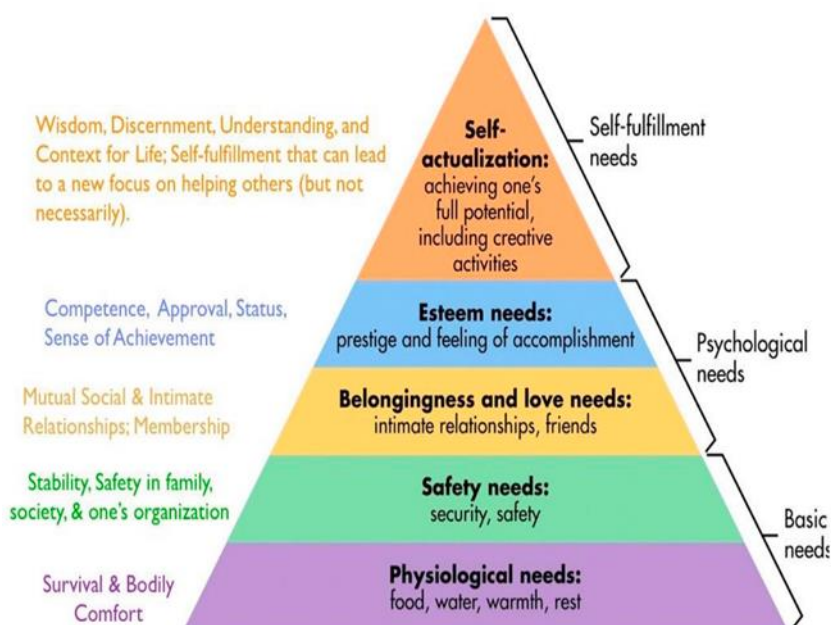 Wisdom, Discernment, Understanding, and
Context for Life; Self-fulfillment that can lead
to a new focus on helping others (but not
necessarily).
Self-
actualization:
achieving one's
full potential,
including creative
activities
Self-fulfillment
needs
Competence, Approval, Status,
Sense of Achievement
Esteem needs:
prestige and feeling of accomplishment
Psychological
needs
Mutual Social & Intimate
Relationships; Membership
Belongingness and love needs:
intimate relationships, friends
Stability, Safety in family,
society, & one's organization
Safety needs:
security, safety
Basic
needs
Survival & Bodily
Comfort
Physiological needs:
food, water, warmth, rest